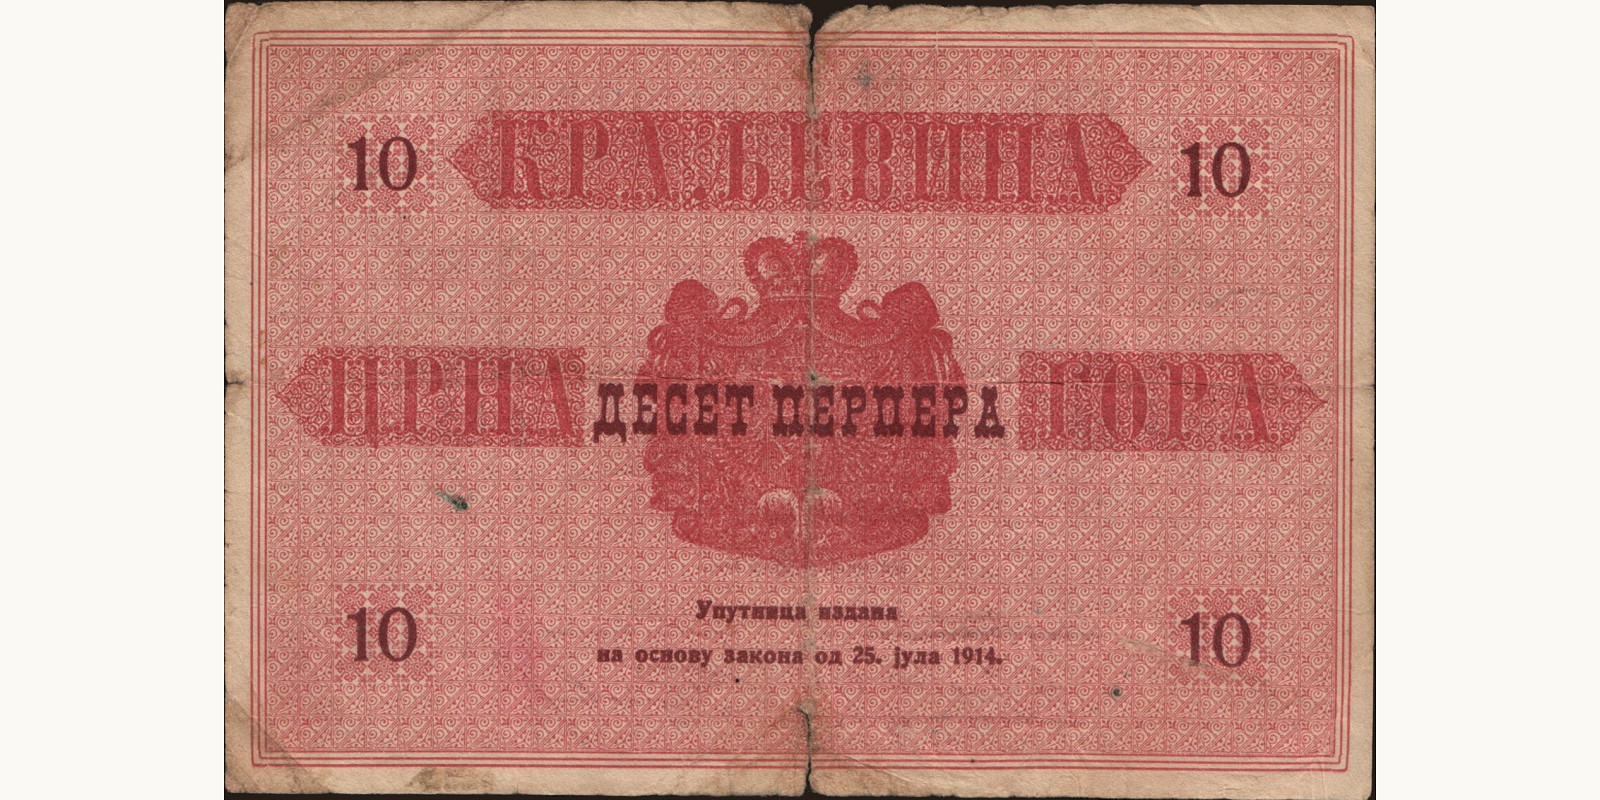 10 КРАЉЕВИНА 10
ЦРНА ДЕСЕТ ПЕРПЕРА ГОРА
Упутница издана
10 на основу закона од 25. јула 1914. 10